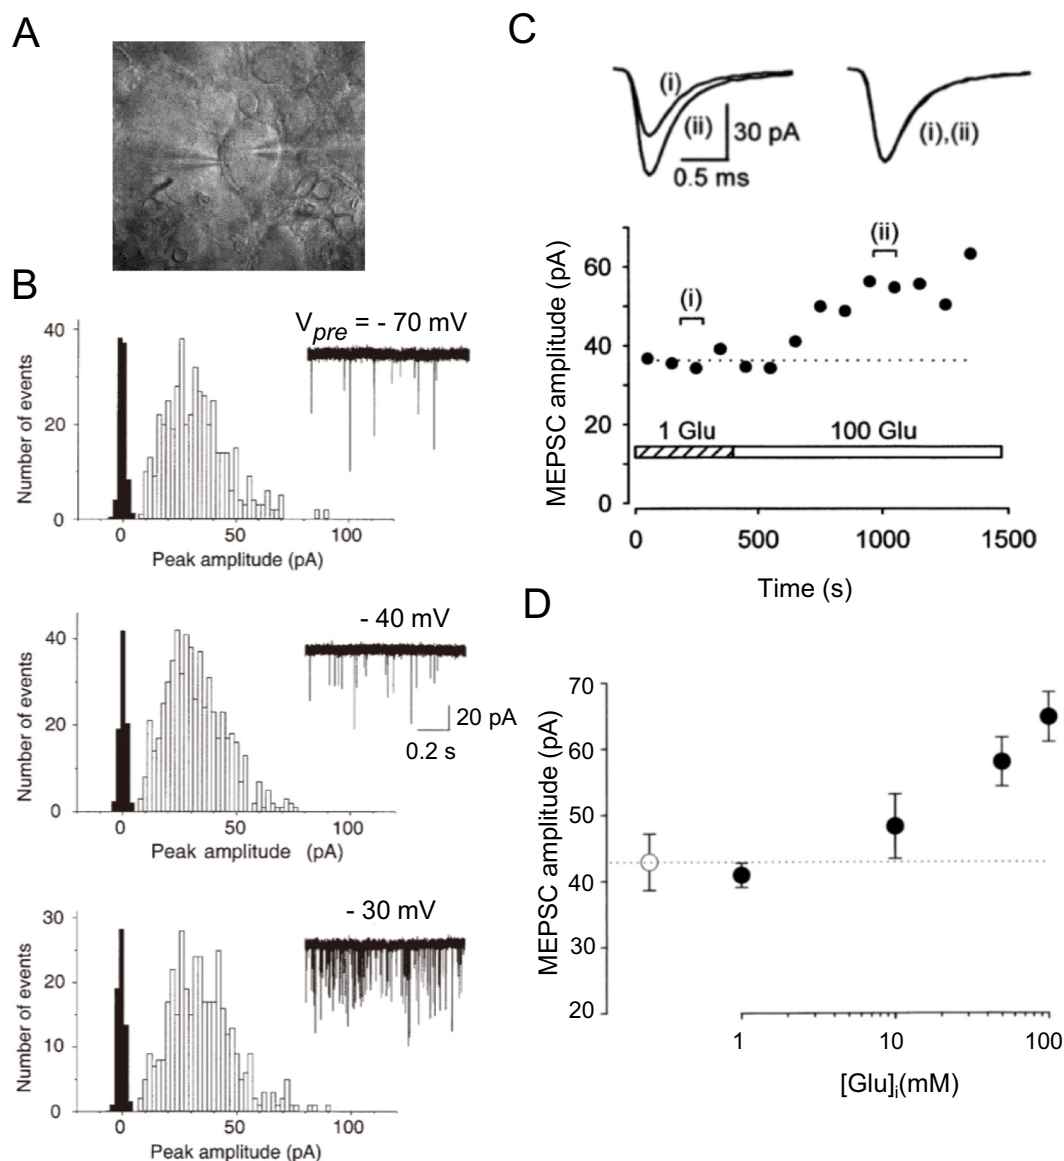 A
B
V_pre = - 70 mV
Number of events
40
20
0
0
50
100
Peak amplitude (pA)
- 40 mV
20 pA
0.2 s
Number of events
40
20
0
0
50
100
Peak amplitude (pA)
- 30 mV
Number of events
30
20
10
0
0
50
100
Peak amplitude (pA)
C
(i)
(ii)
30 pA
0.5 ms
(i),(ii)
MEPSC amplitude (pA)
60
40
20
0
(i)
(ii)
1 Glu
100 Glu
0
500
1000
1500
Time (s)
D
MEPSC amplitude (pA)
70
60
50
40
30
20
1
10
100
[Glu]i(mM)